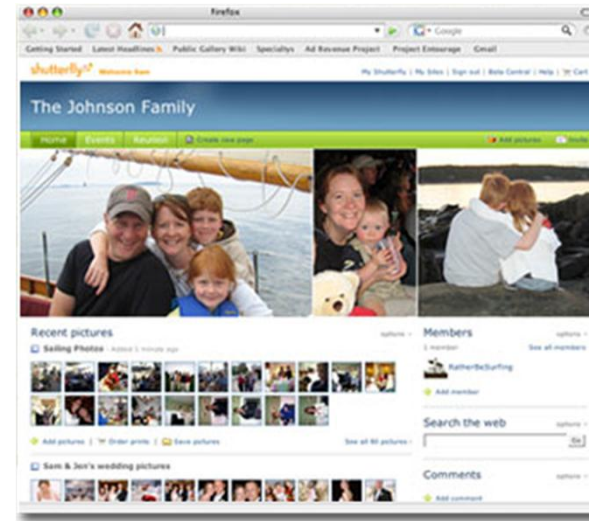 Firefox
Google
Getting Started Latest Headlines Public Gallery Wiki Specialtys Ad Revenue Project Project Entourage Gmail
shutterfly Welcome Sam My Shutterfly | My Sites | Sign out | Beta Central | Help | Cart
The Johnson Family
Home Events Reunion Create new page Add pictures Invite
Recent pictures options
Sailing Photos - Added 1 minute ago
Add pictures | Order prints | Save pictures See all 80 pictures
Sam & Jen's wedding pictures
Members options
1 member See all members
RatherBeSurfing
Add member
Search the web options
Go
Comments options
Add comment